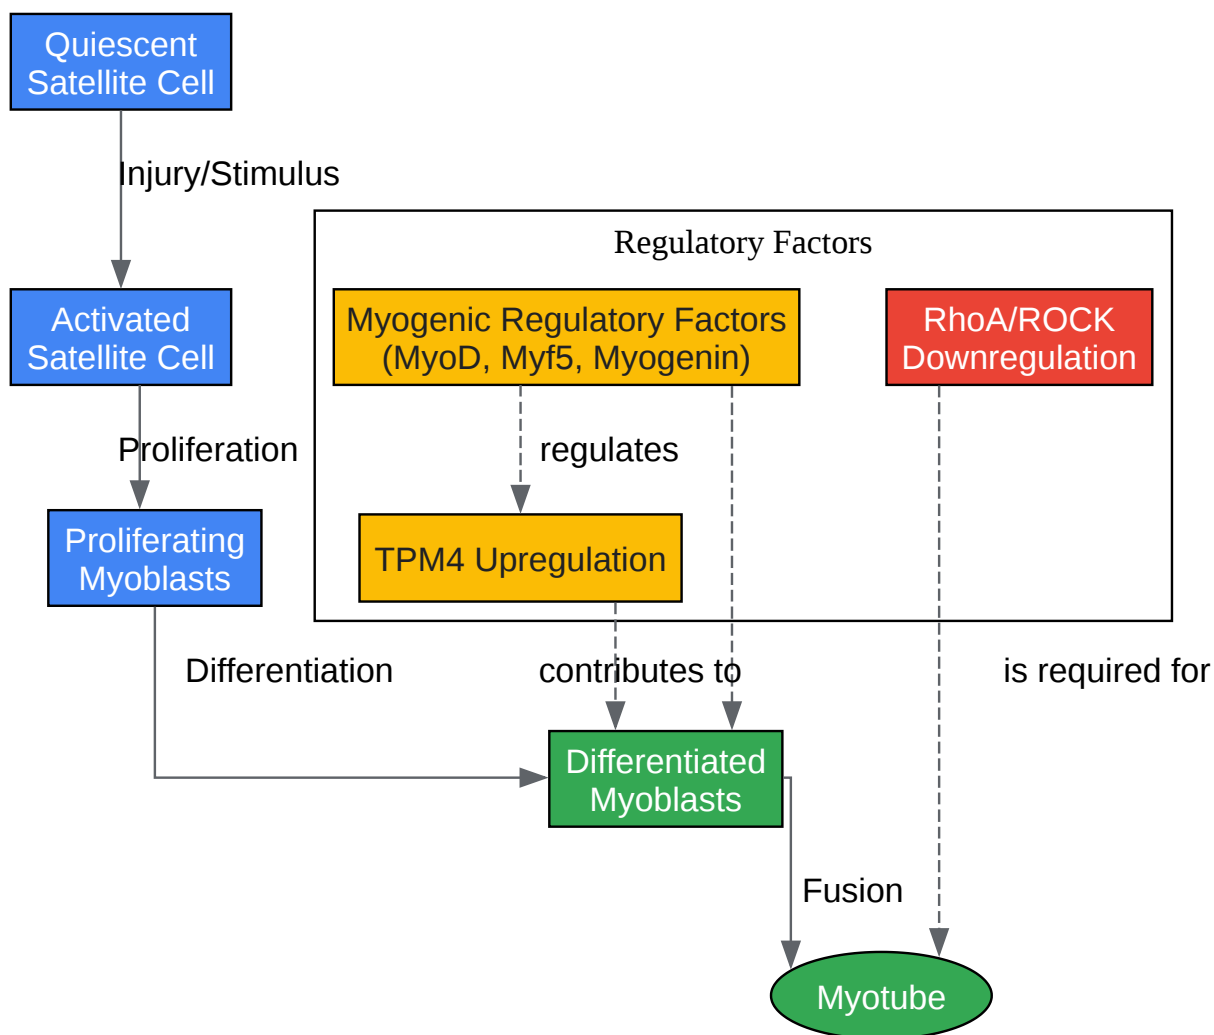 Quiescent
Satellite Cell
Injury/Stimulus
Regulatory Factors
Activated
Satellite Cell
Myogenic Regulatory Factors
(MyoD, Myf5, Myogenin)
RhoA/ROCK
Downregulation
Proliferation
regulates
Proliferating
Myoblasts
TPM4 Upregulation
Differentiation
contributes to
is required for
Differentiated
Myoblasts
Fusion
Myotube